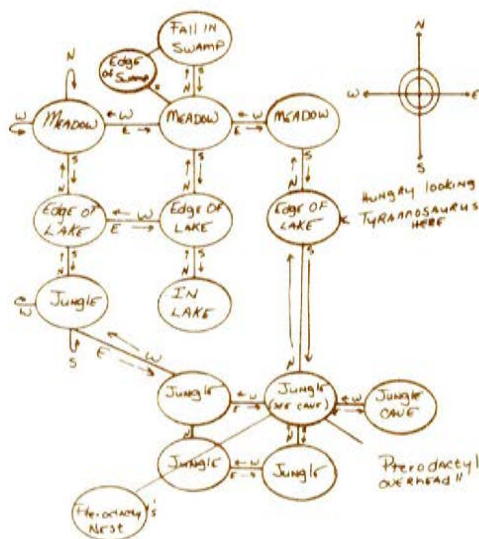 FALL IN
SWAMP
Edge
of Swamp
N
N
S
N
S
W
MEADOW
W
E
MEADOW
W
E
MEADOW
W
E
S
S
S
S
N
N
N
HUNGRY LOOKING
TYRANNOSAURUS
HERE
Edge of
LAKE
W
E
Edge of
LAKE
Edge of
LAKE
S
S
S
N
N
W
Jungle
IN
LAKE
S
W
E
N
Jungle
W
E
Jungle
(SEE CAVE)
W
E
Jungle
CAVE
N
Jungle
W
E
Jungle
Pterodactyl
OVERHEAD!!
Pterodactyl's
NEST